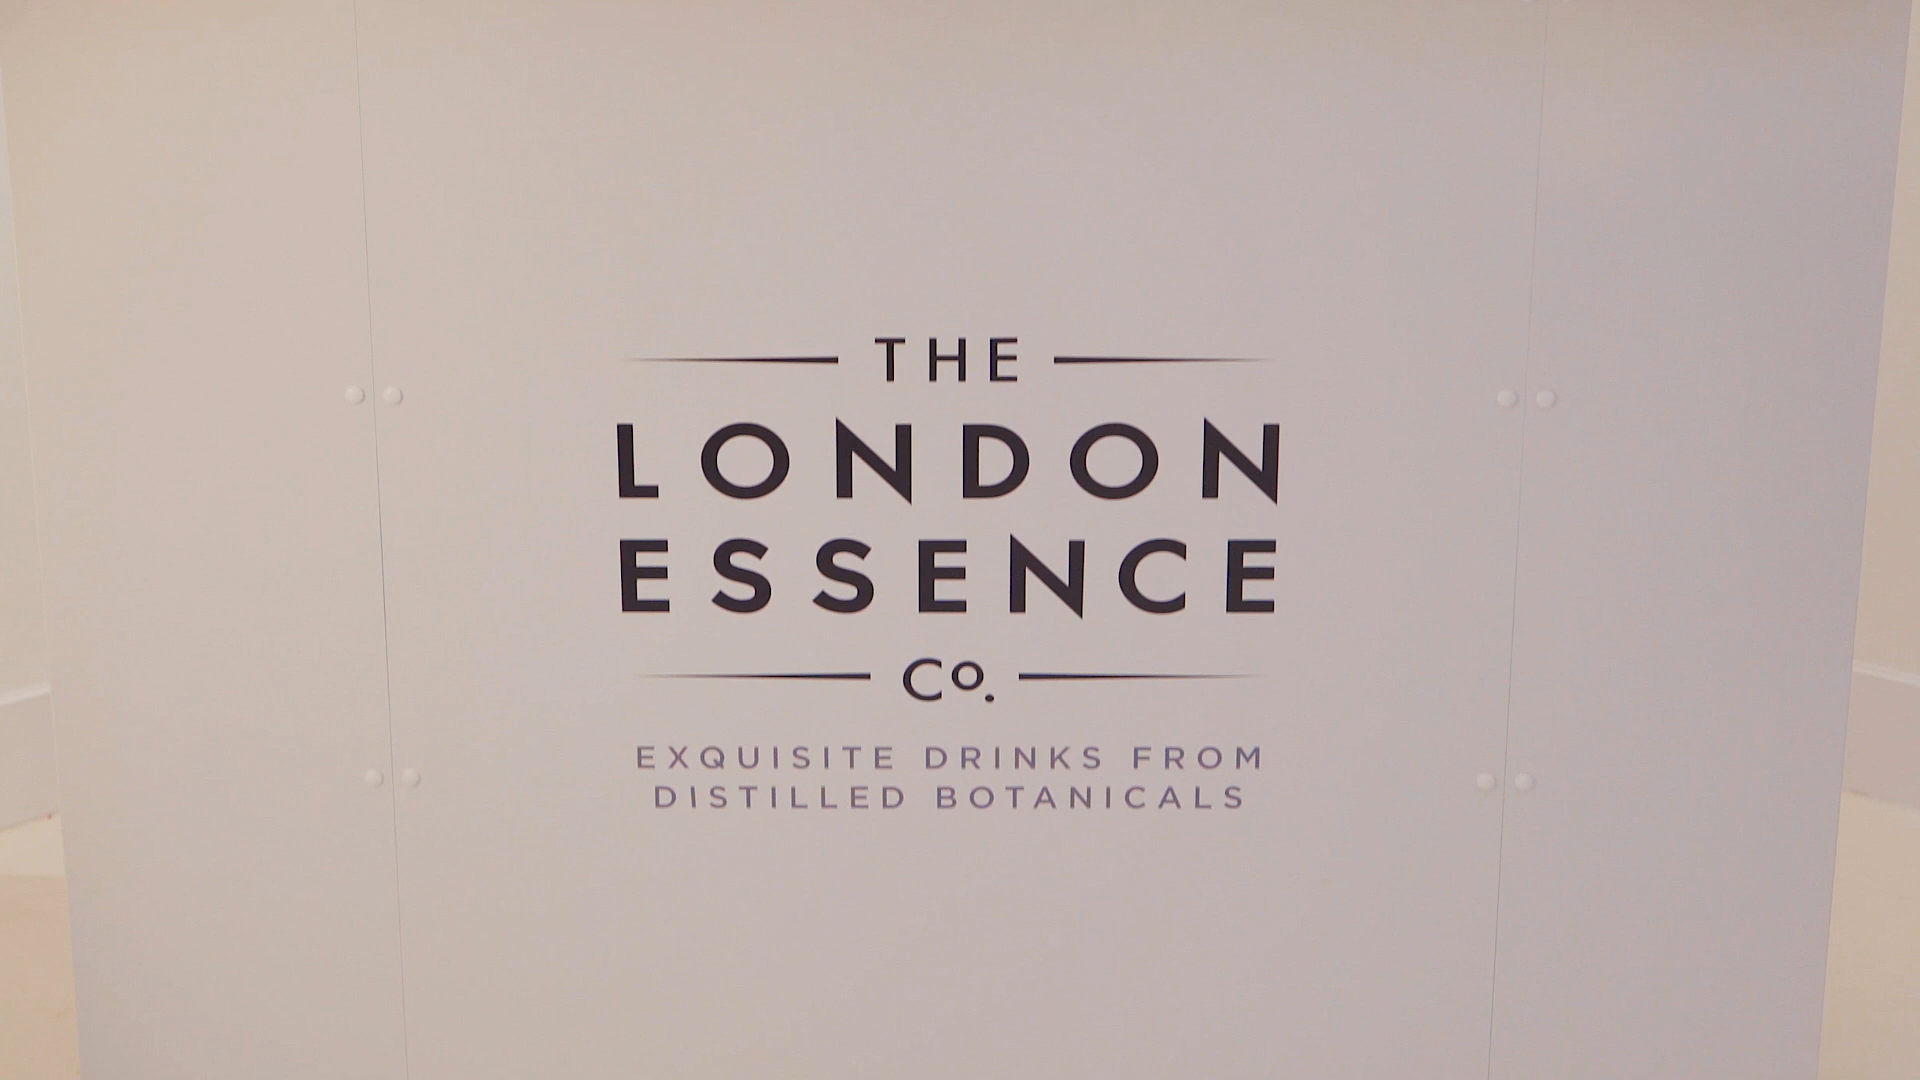 THE
LONDON
ESSENCE
Co.
EXQUISITE DRINKS FROM
DISTILLED BOTANICALS